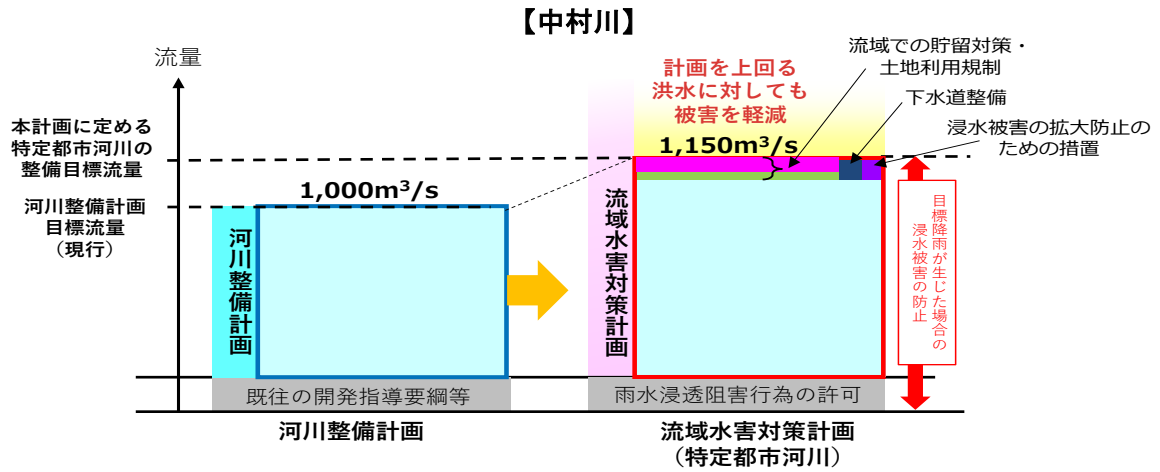 【中村川】
流量
本計画に定める
特定都市河川の
整備目標流量
河川整備計画
目標流量
（現行）
1,000m³/s
河川整備計画
既往の開発指導要綱等
河川整備計画
計画を上回る
洪水に対しても
被害を軽減
1,150m³/s
流域水害対策計画
雨水浸透阻害行為の許可
流域水害対策計画
（特定都市河川）
流域での貯留対策・
土地利用規制
下水道整備
浸水被害の拡大防止の
ための措置
目標降雨が生じた場合の
浸水被害の防止